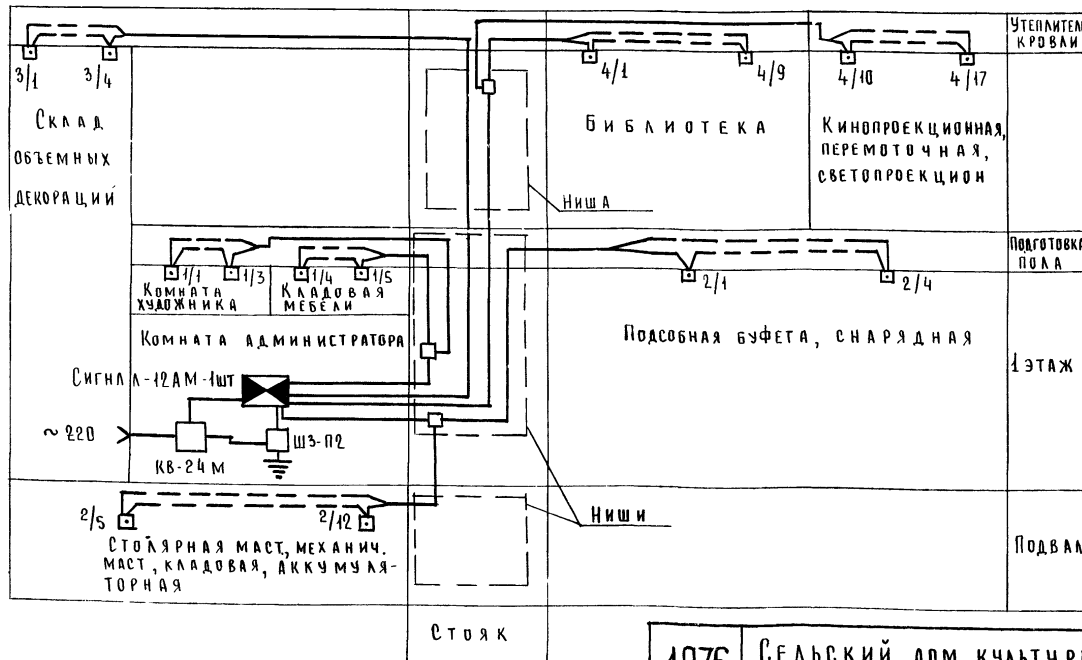 УТЕПЛИТЕЛЬ
КРОВЛИ
3/1 3/4 4/1 4/9 4/10 4/17
СКЛАД
ОБЪЕМНЫХ
ДЕКОРАЦИЙ
БИБЛИОТЕКА
КИНОПРОЕКЦИОННАЯ,
ПЕРЕМОТОЧНАЯ,
СВЕТОПРОЕКЦИОН
НИША
ПОДГОТОВКА
ПОЛА
1/1 1/3 1/4 1/5 2/1 2/4
КОМНАТА
ХУДОЖНИКА
КЛАДОВАЯ
МЕБЕЛИ
КОМНАТА АДМИНИСТРАТОРА
ПОДСОБНАЯ БУФЕТА, СНАРЯДНАЯ
1 ЭТАЖ
СИГНАЛ-12АМ-1ШТ
~220
КВ-24М
ШЗ-П2
2/5 2/12
НИШИ
СТОЛЯРНАЯ МАСТ, МЕХАНИЧ.
МАСТ, КЛАДОВАЯ, АККУМУЛЯ-
ТОРНАЯ
ПОДВАЛ
СТОЯК
1976 СЕЛЬСКИЙ ДОМ КУЛЬТУРЫ